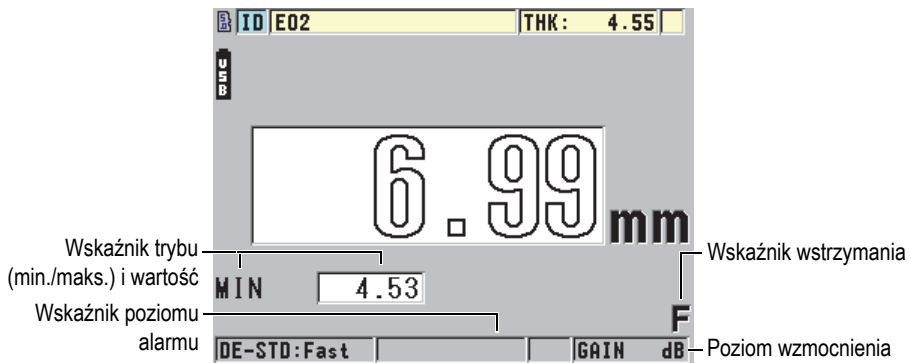 ID E02 THK: 4.55
USB
6.99 mm
Wskaźnik trybu
(min./maks.) i wartość
MIN 4.53
Wskaźnik wstrzymania
F
Wskaźnik poziomu
alarmu
DE-STD:Fast GAIN dB
Poziom wzmocnienia